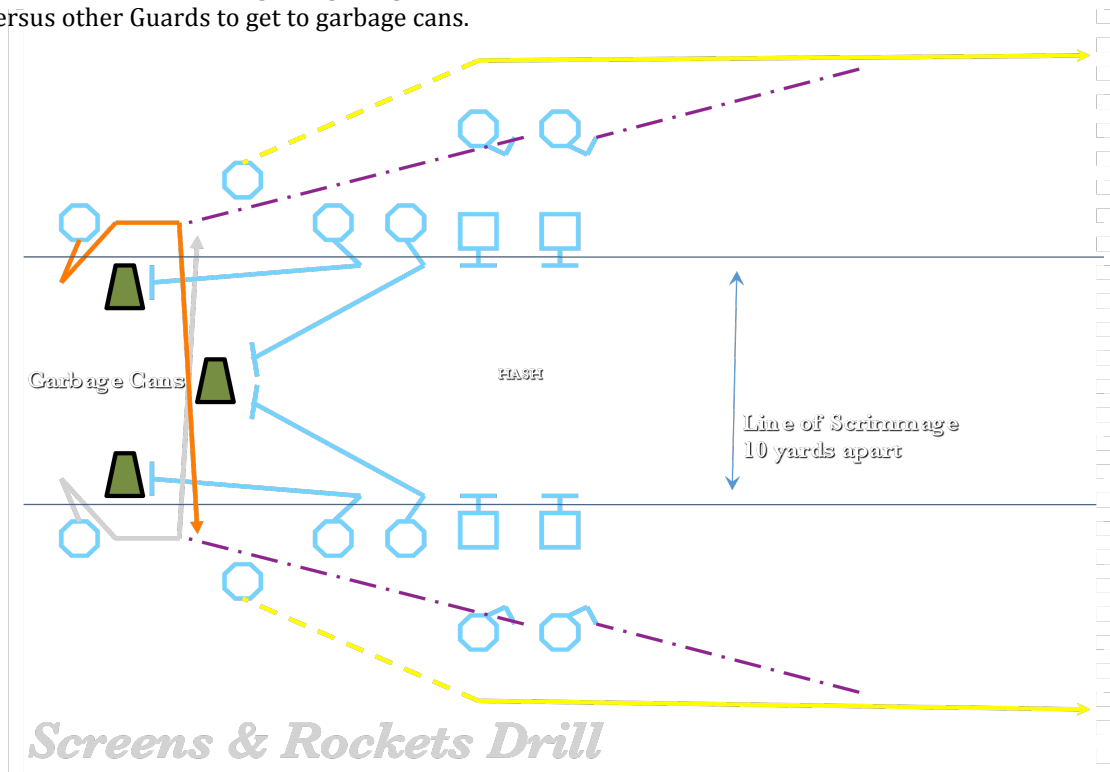 versus other Guards to get to garbage cans.
Garbage Cans
HASH
Line of Scrimmage
10 yards apart
Screens & Rockets Drill